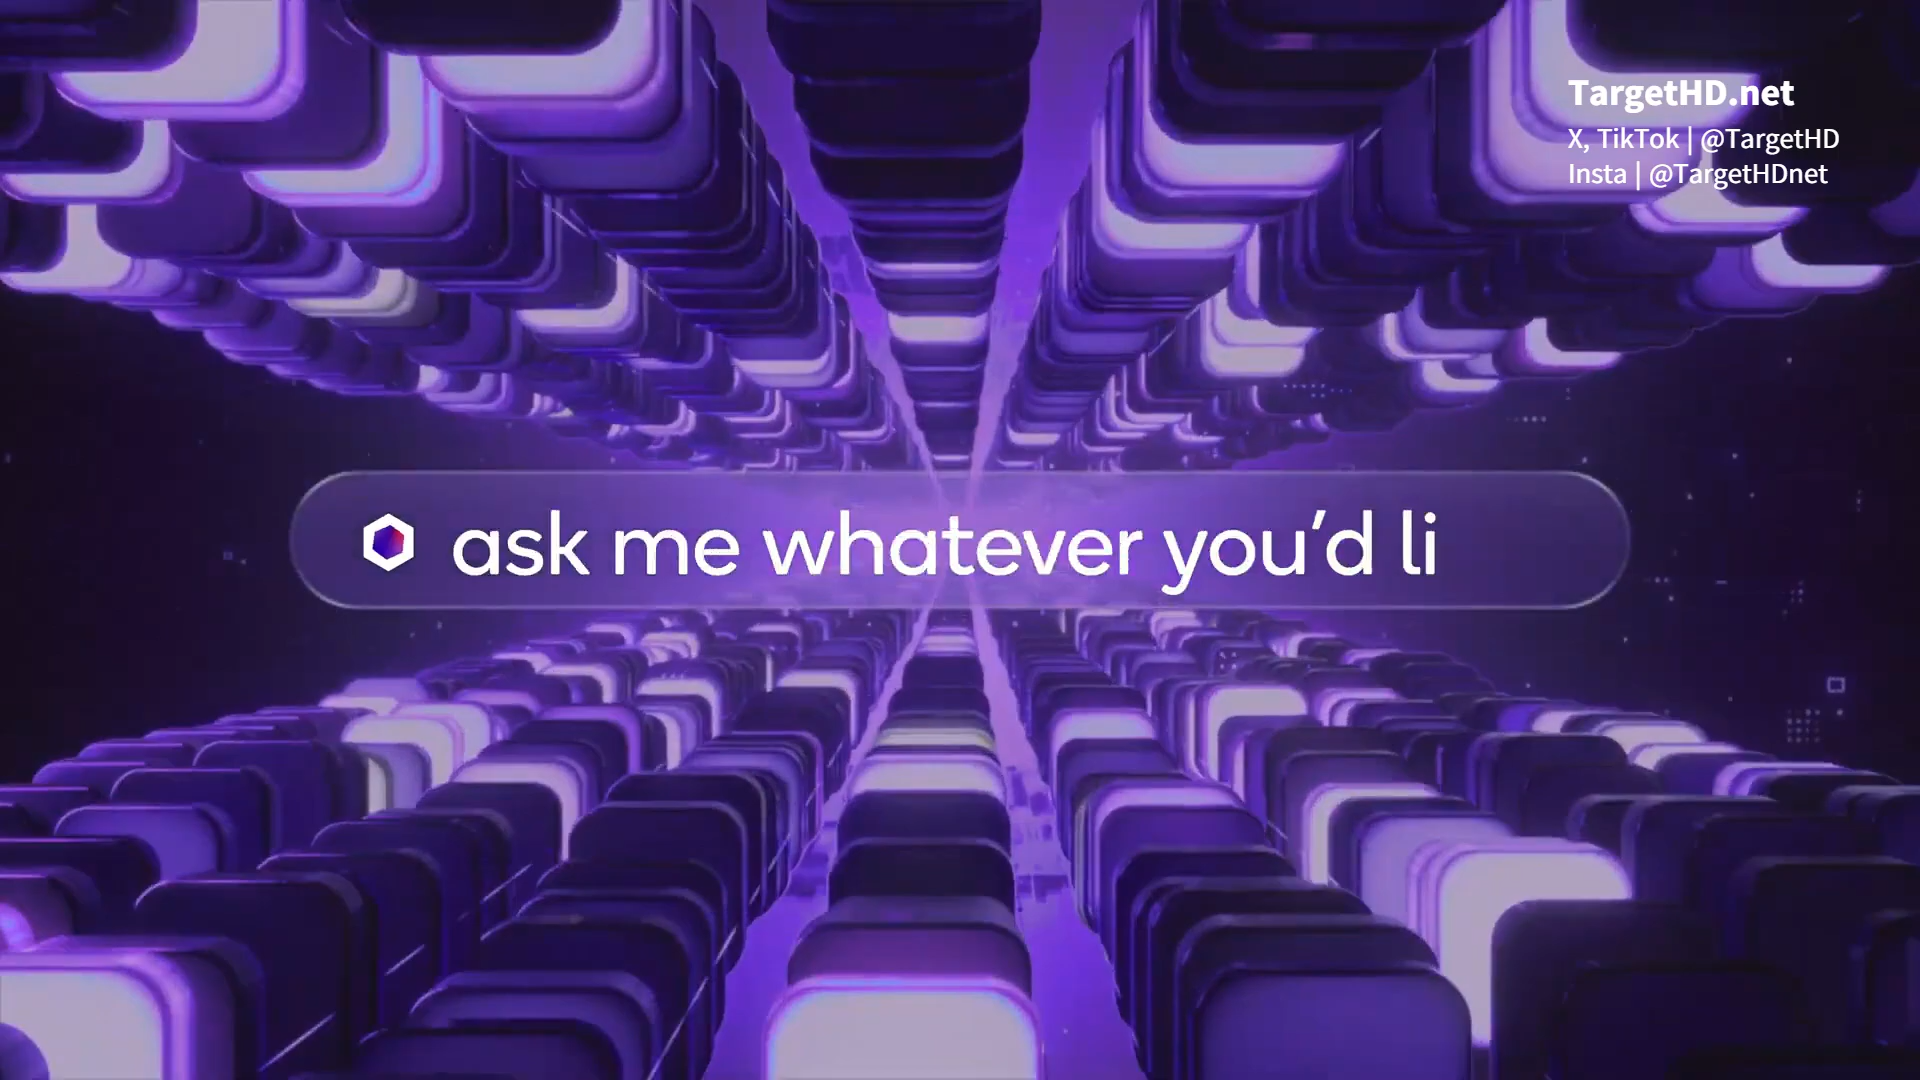 TargetHD.net
X, TikTok | @TargetHD
Insta | @TargetHDnet
ask me whatever you’d li